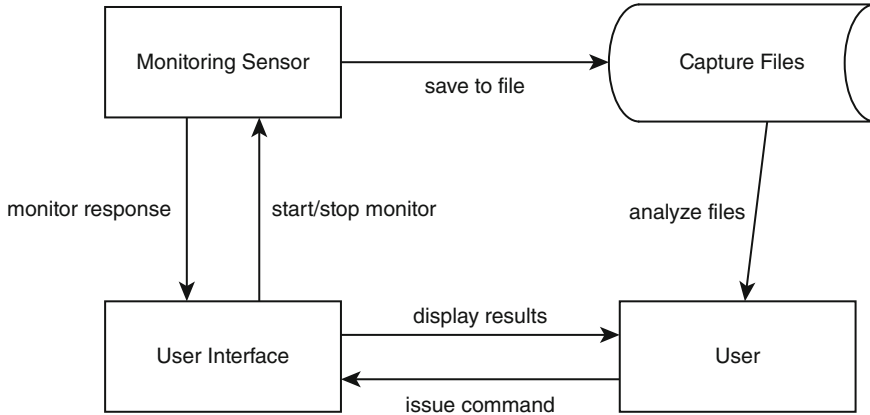 Monitoring Sensor
Capture Files
save to file
monitor response
start/stop monitor
analyze files
display results
User Interface
User
issue command